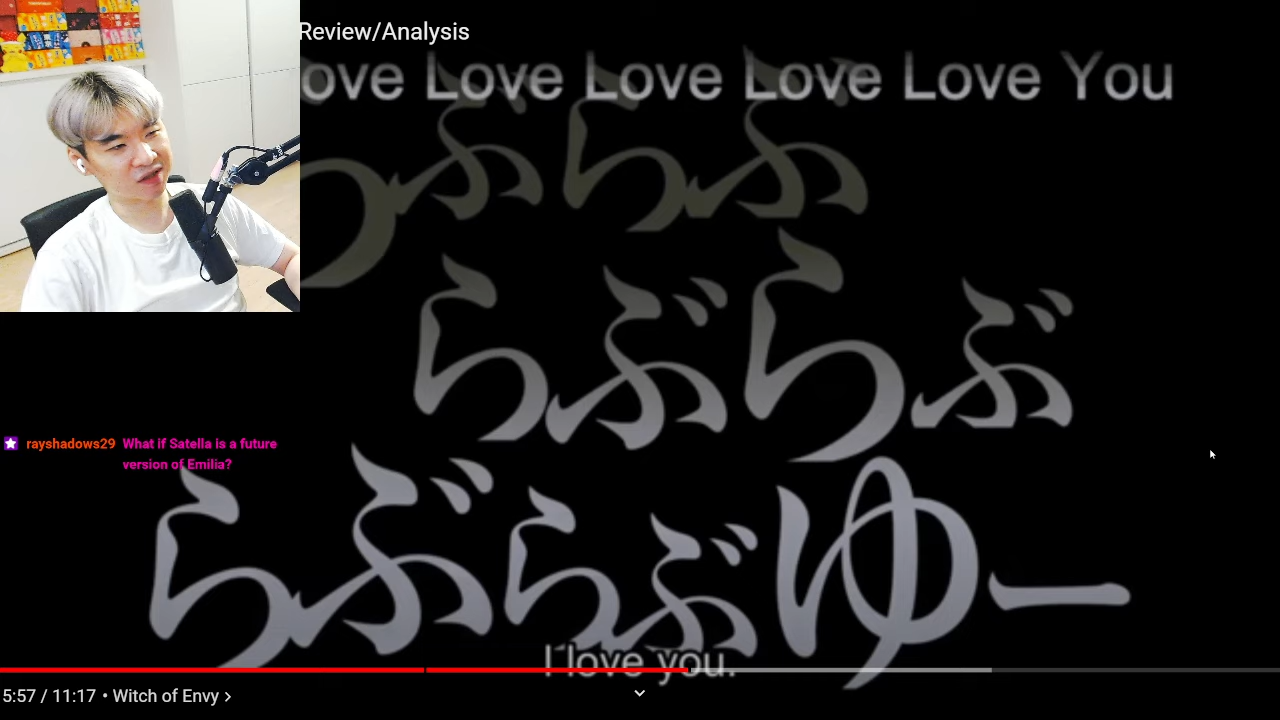 Review/Analysis
ove Love Love Love Love You
ぶらぶ
らぶらぶ
rayshadows29 What if Satella is a future
version of Emilia?
らぶらぶゆー
I love you.
5:57 / 11:17 • Witch of Envy >